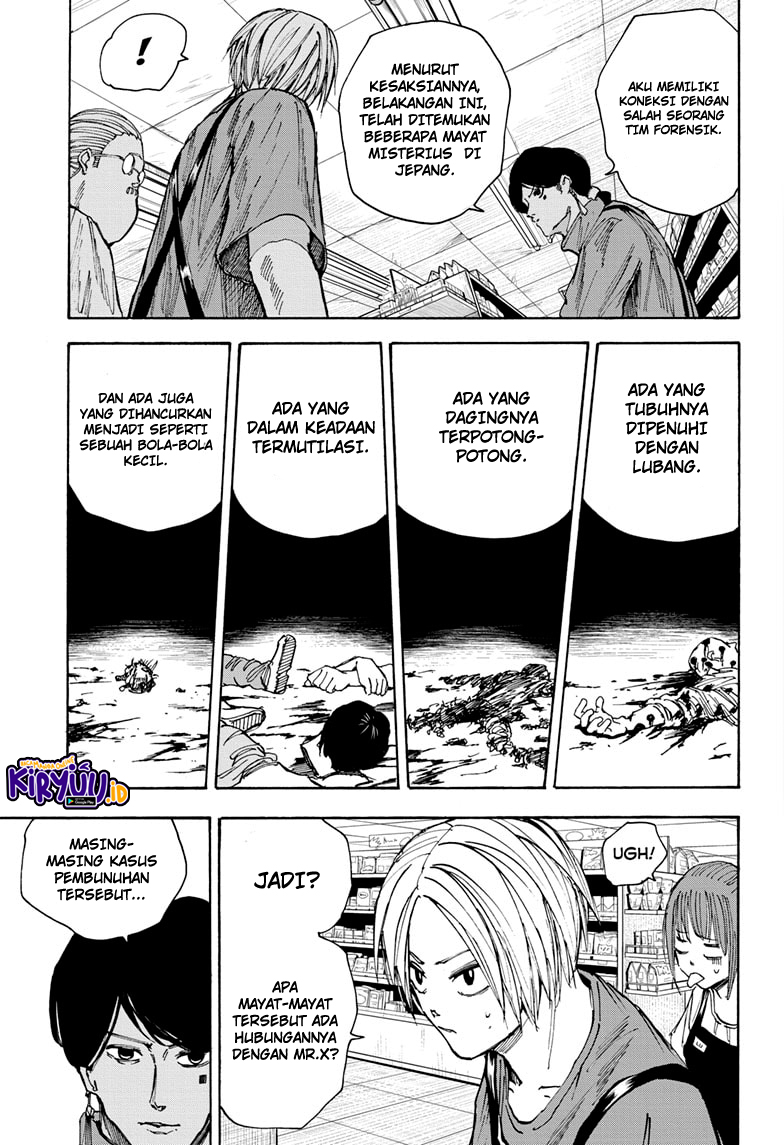 AKU MEMILIKI
KONEKSI DENGAN
SALAH SEORANG
TIM FORENSIK.
MENURUT
KESAKSIANNYA,
BELAKANGAN INI,
TELAH DITEMUKAN
BEBERAPA MAYAT
MISTERIUS DI
JEPANG.
!
ADA YANG
TUBUHNYA
DIPENUHI
DENGAN
LUBANG.
ADA YANG
DAGINGNYA
TERPOTONG-
POTONG.
ADA YANG
DALAM KEADAAN
TERMUTILASI.
DAN ADA JUGA
YANG DIHANCURKAN
MENJADI SEPERTI
SEBUAH BOLA-BOLA
KECIL.
KIRYUU.ID
Google Play
UGH!
JADI?
APA
MAYAT-MAYAT
TERSEBUT ADA
HUBUNGANNYA
DENGAN MR.X?
MASING-
MASING KASUS
PEMBUNUHAN
TERSEBUT...